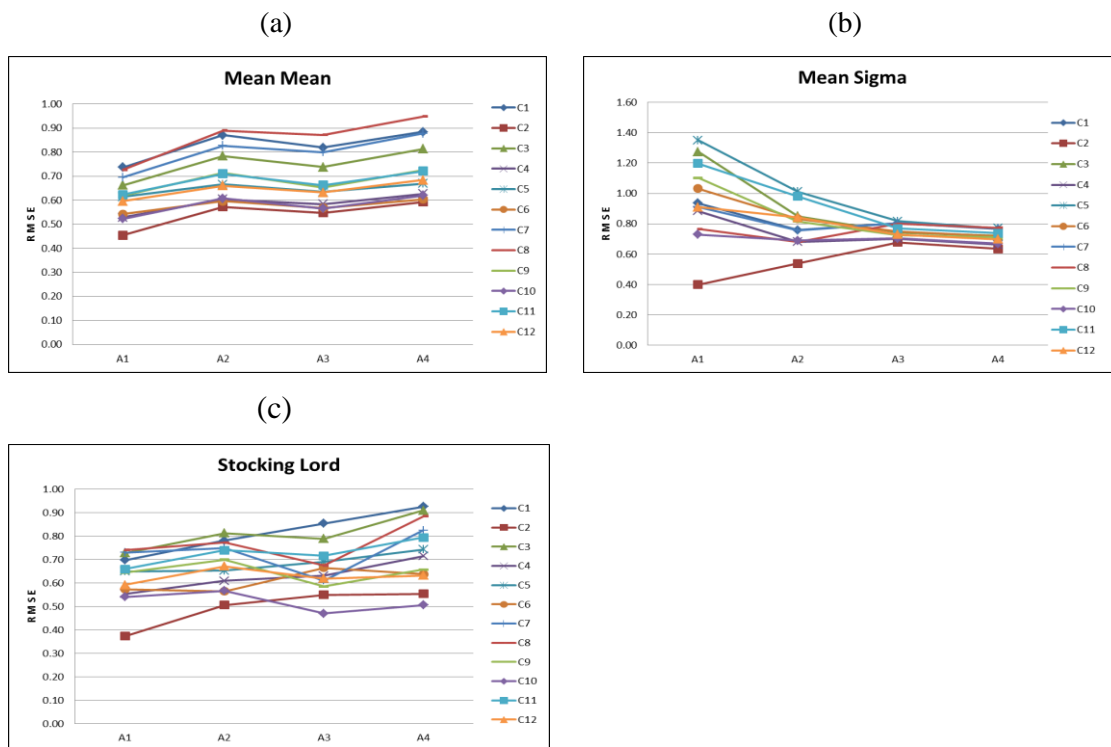 (a)
Mean Mean
1.00
0.90
0.80
0.70
0.60
0.50
0.40
0.30
0.20
0.10
0.00
RMSE
A1 A2 A3 A4
C1
C2
C3
C4
C5
C6
C7
C8
C9
C10
C11
C12
(b)
Mean Sigma
1.60
1.40
1.20
1.00
0.80
0.60
0.40
0.20
0.00
RMSE
A1 A2 A3 A4
C1
C2
C3
C4
C5
C6
C7
C8
C9
C10
C11
C12
(c)
Stocking Lord
1.00
0.90
0.80
0.70
0.60
0.50
0.40
0.30
0.20
0.10
0.00
RMSE
A1 A2 A3 A4
C1
C2
C3
C4
C5
C6
C7
C8
C9
C10
C11
C12